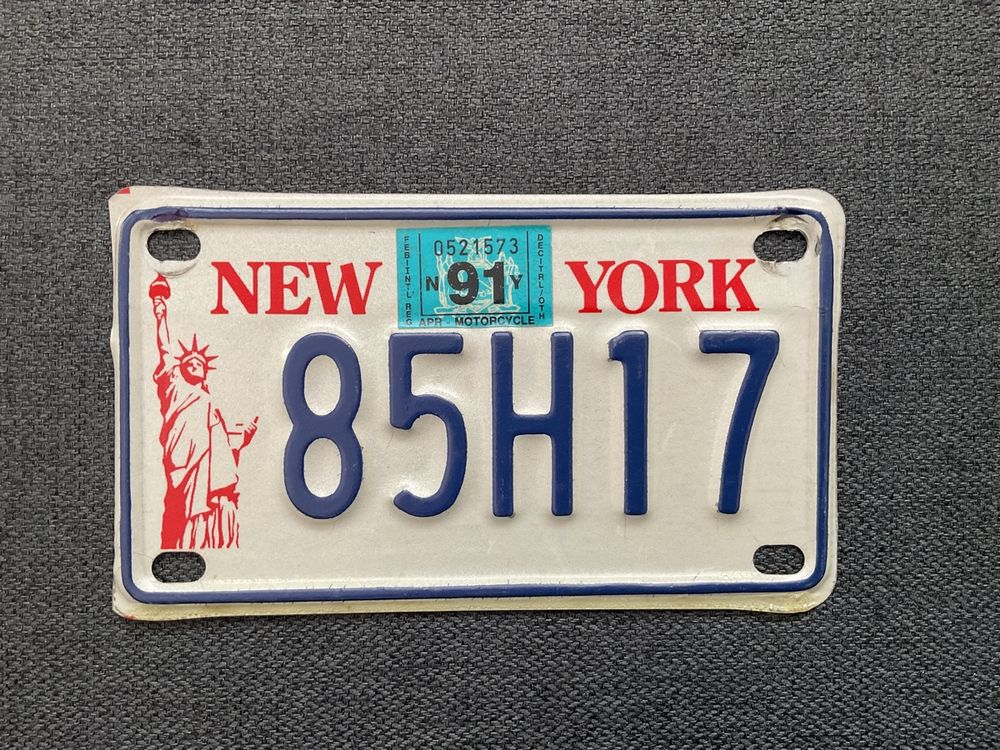 NEW YORK
0521573
N 91 Y
APR - MOTORCYCLE
85H17